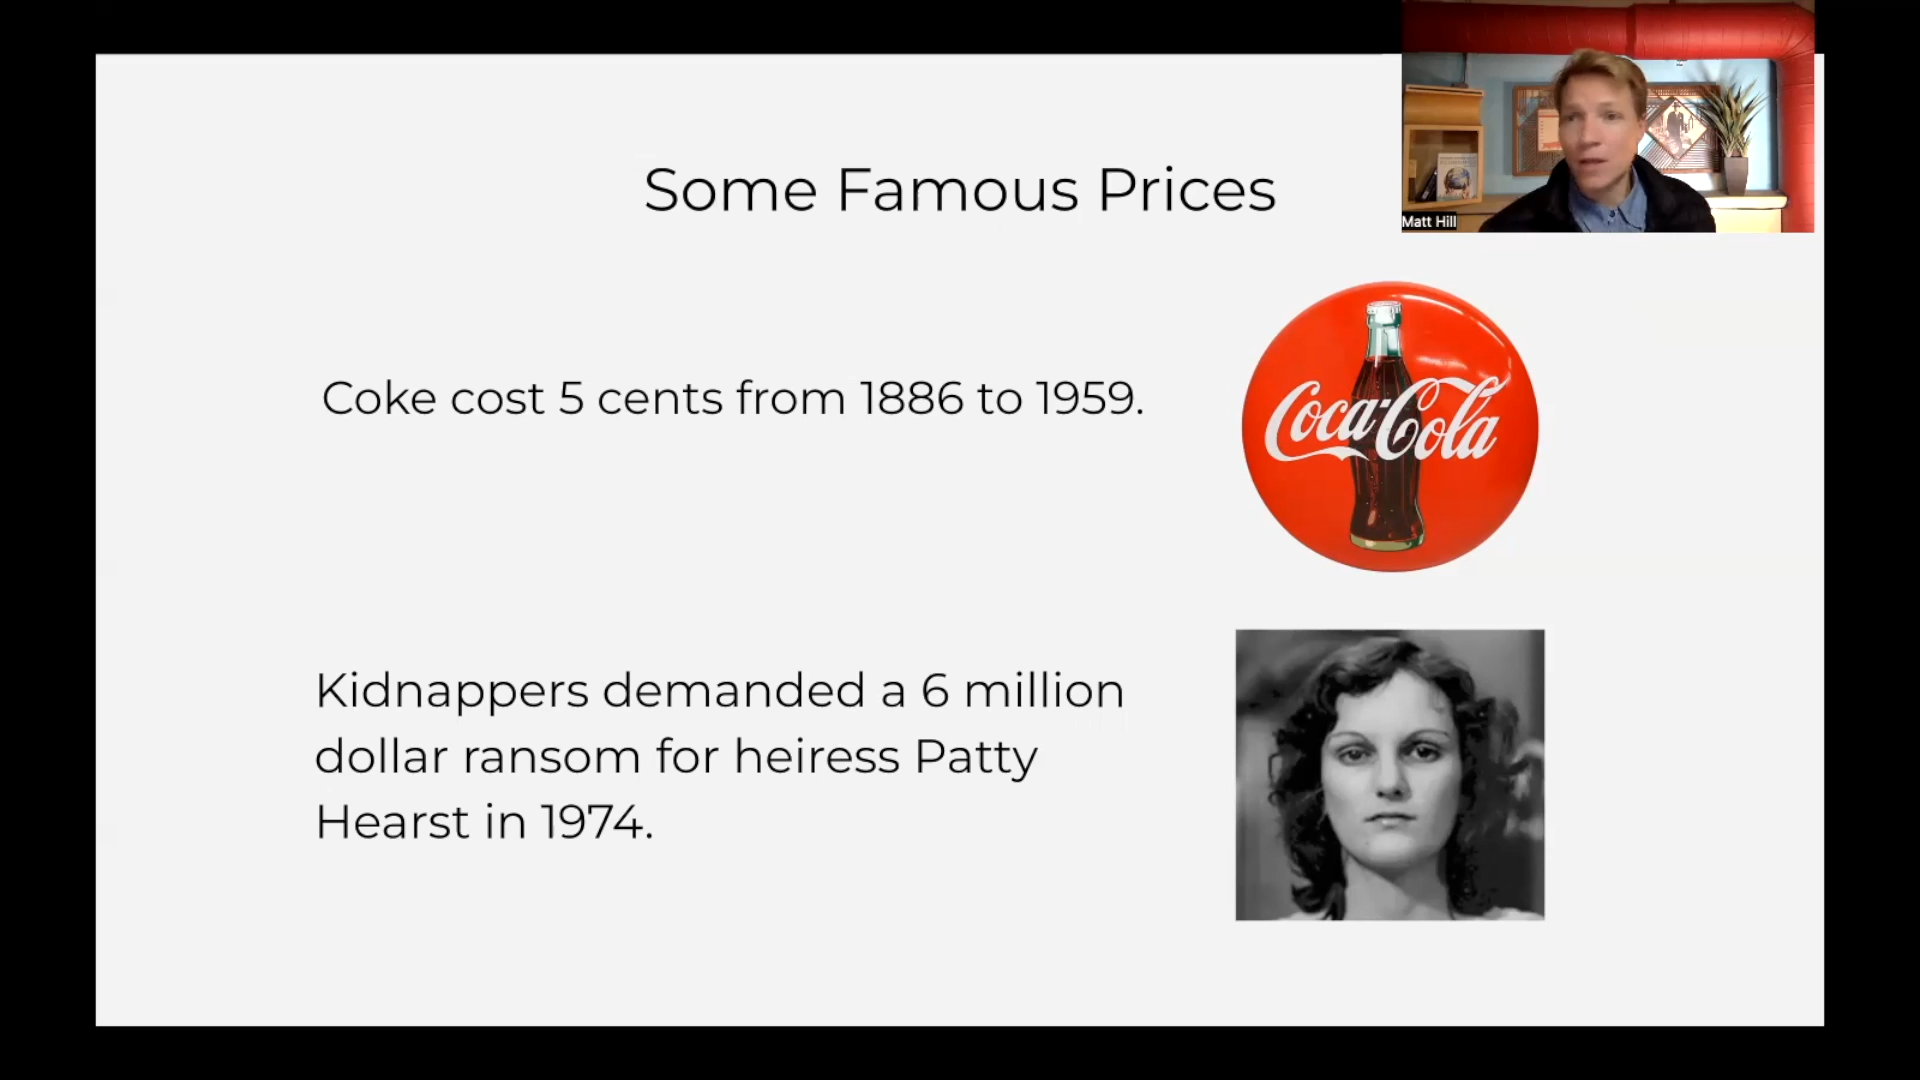 Some Famous Prices
Matt Hill
Coke cost 5 cents from 1886 to 1959.
Coca-Cola
Kidnappers demanded a 6 million
dollar ransom for heiress Patty
Hearst in 1974.